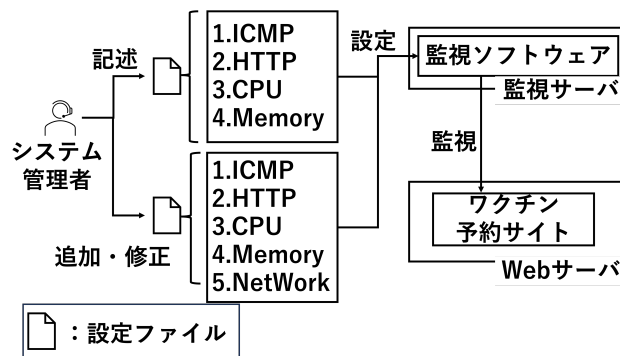 記述
システム
管理者
追加・修正
1.ICMP
2.HTTP
3.CPU
4.Memory
1.ICMP
2.HTTP
3.CPU
4.Memory
5.NetWork
設定
監視ソフトウェア
監視サーバ
監視
ワクチン
予約サイト
Webサーバ
：設定ファイル